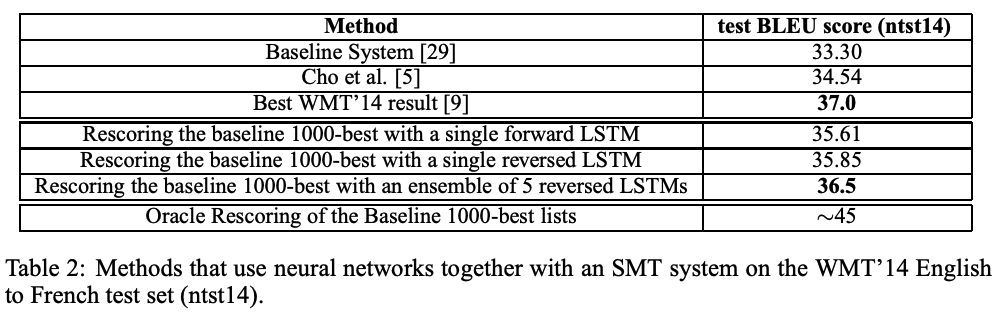 Method test BLEU score (ntst14)
Baseline System [29] 33.30
Cho et al. [5] 34.54
Best WMT’14 result [9] 37.0
Rescoring the baseline 1000-best with a single forward LSTM 35.61
Rescoring the baseline 1000-best with a single reversed LSTM 35.85
Rescoring the baseline 1000-best with an ensemble of 5 reversed LSTMs 36.5
Oracle Rescoring of the Baseline 1000-best lists ∼45
Table 2: Methods that use neural networks together with an SMT system on the WMT’14 English
to French test set (ntst14).